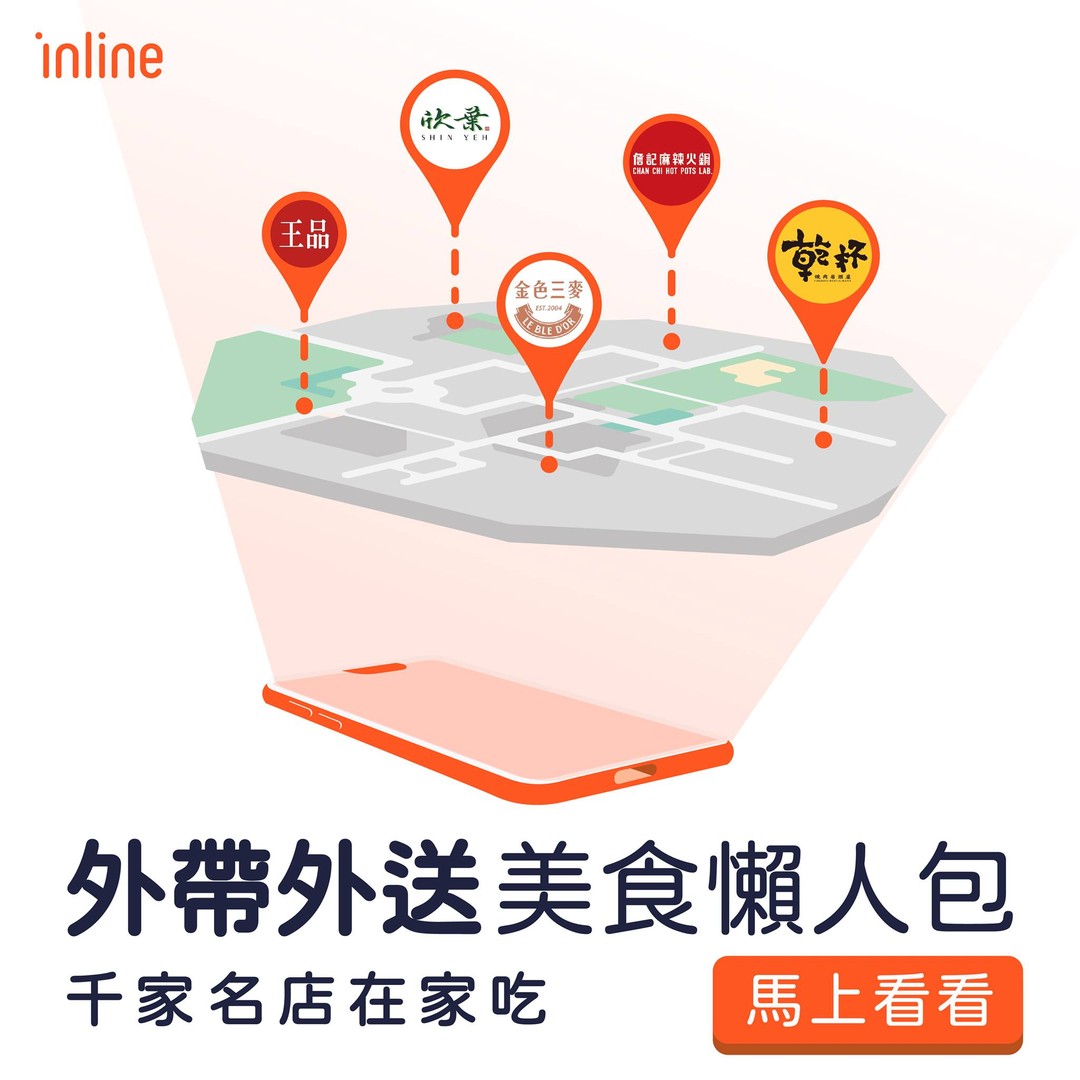 inline
欣葉
SHIN YEH
詹記麻辣火鍋
CHAN CHI HOT POTS LAB.
王品
乾杯
金色三麥
EST.2004
LE BLE D'OR
外帶外送美食懶人包
千家名店在家吃
馬上看看